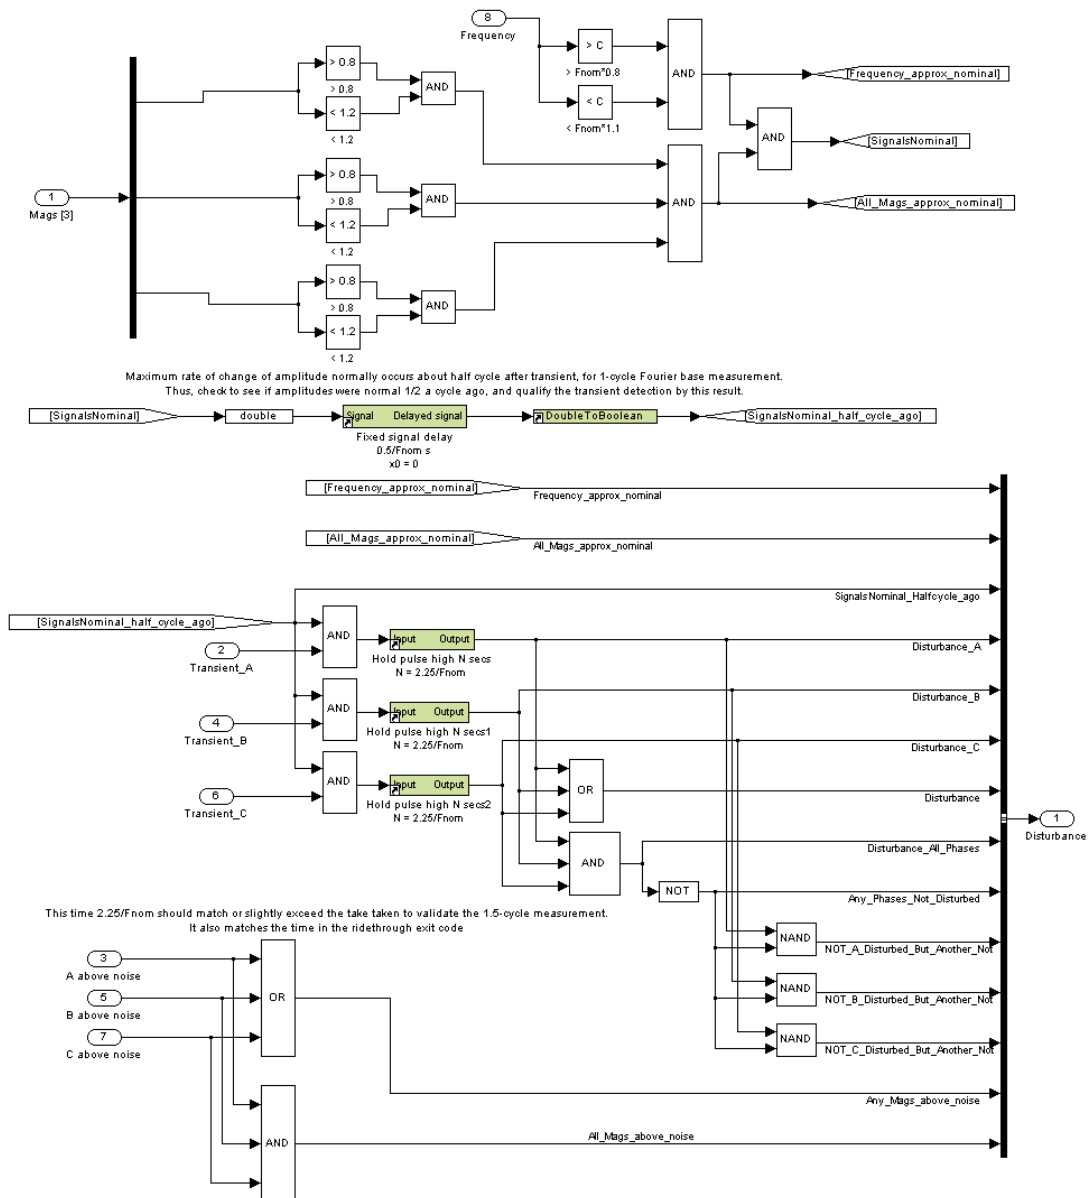 8
Frequency
> C
> Fnom*0.8
< C
< Fnom*1.1
AND
[Frequency_approx_nominal]
AND
[SignalsNominal]
> 0.8
> 0.8
< 1.2
< 1.2
AND
1
Mags [3]
> 0.8
> 0.8
< 1.2
< 1.2
AND
AND
[All_Mags_approx_nominal]
> 0.8
> 0.8
< 1.2
< 1.2
AND
Maximum rate of change of amplitude normally occurs about half cycle after transient, for 1-cycle Fourier base measurement.
Thus, check to see if amplitudes were normal 1/2 a cycle ago, and qualify the transient detection by this result.
[SignalsNominal]
double
Signal Delayed signal
Fixed signal delay
0.5/Fnom s
x0 = 0
DoubleToBoolean
[SignalsNominal_half_cycle_ago]
[Frequency_approx_nominal]
Frequency_approx_nominal
[All_Mags_approx_nominal]
All_Mags_approx_nominal
SignalsNominal_Halfcycle_ago
[SignalsNominal_half_cycle_ago]
2
Transient_A
AND
Input Output
Hold pulse high N secs
N = 2.25/Fnom
Disturbance_A
4
Transient_B
AND
Input Output
Hold pulse high N secs1
N = 2.25/Fnom
Disturbance_B
6
Transient_C
AND
Input Output
Hold pulse high N secs2
N = 2.25/Fnom
Disturbance_C
OR
Disturbance
1
Disturbance
AND
Disturbance_All_Phases
NOT
Any_Phases_Not_Disturbed
This time 2.25/Fnom should match or slightly exceed the take taken to validate the 1.5-cycle measurement.
It also matches the time in the ridethrough exit code
NAND
NOT_A_Disturbed_But_Another_Not
NAND
NOT_B_Disturbed_But_Another_Not
NAND
NOT_C_Disturbed_But_Another_Not
3
A above noise
5
B above noise
7
C above noise
OR
Any_Mags_above_noise
AND
All_Mags_above_noise